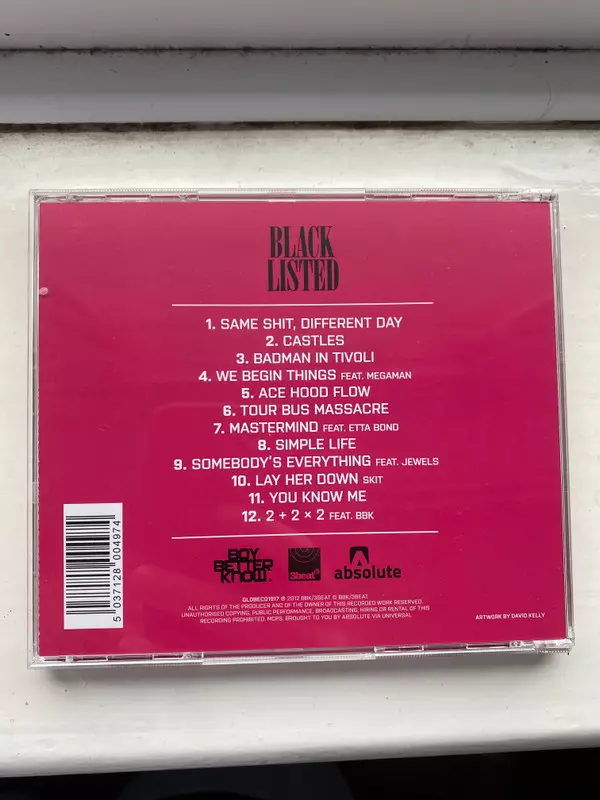 BLACK
LISTED
1. SAME SHIT, DIFFERENT DAY
2. CASTLES
3. BADMAN IN TIVOLI
4. WE BEGIN THINGS FEAT. MEGAMAN
5. ACE HOOD FLOW
6. TOUR BUS MASSACRE
7. MASTERMIND FEAT. ETTA BOND
8. SIMPLE LIFE
9. SOMEBODY'S EVERYTHING FEAT. JEWELS
10. LAY HER DOWN SKIT
11. YOU KNOW ME
12. 2 + 2 × 2 FEAT. BBK
BOY
BETTER
KNOW
3beat
absolute
5 037128 004974
GLOBECD1817 ℗ 2012 BBK/3BEAT © BBK/3BEAT
ALL RIGHTS OF THE PRODUCER AND OF THE OWNER OF THIS RECORDED WORK RESERVED.
UNAUTHORISED COPYING, PUBLIC PERFORMANCE, BROADCASTING, HIRING OR RENTAL OF THIS
RECORDING PROHIBITED. MCPS. BROUGHT TO YOU BY ABSOLUTE VIA UNIVERSAL
ARTWORK BY DAVID KELLY